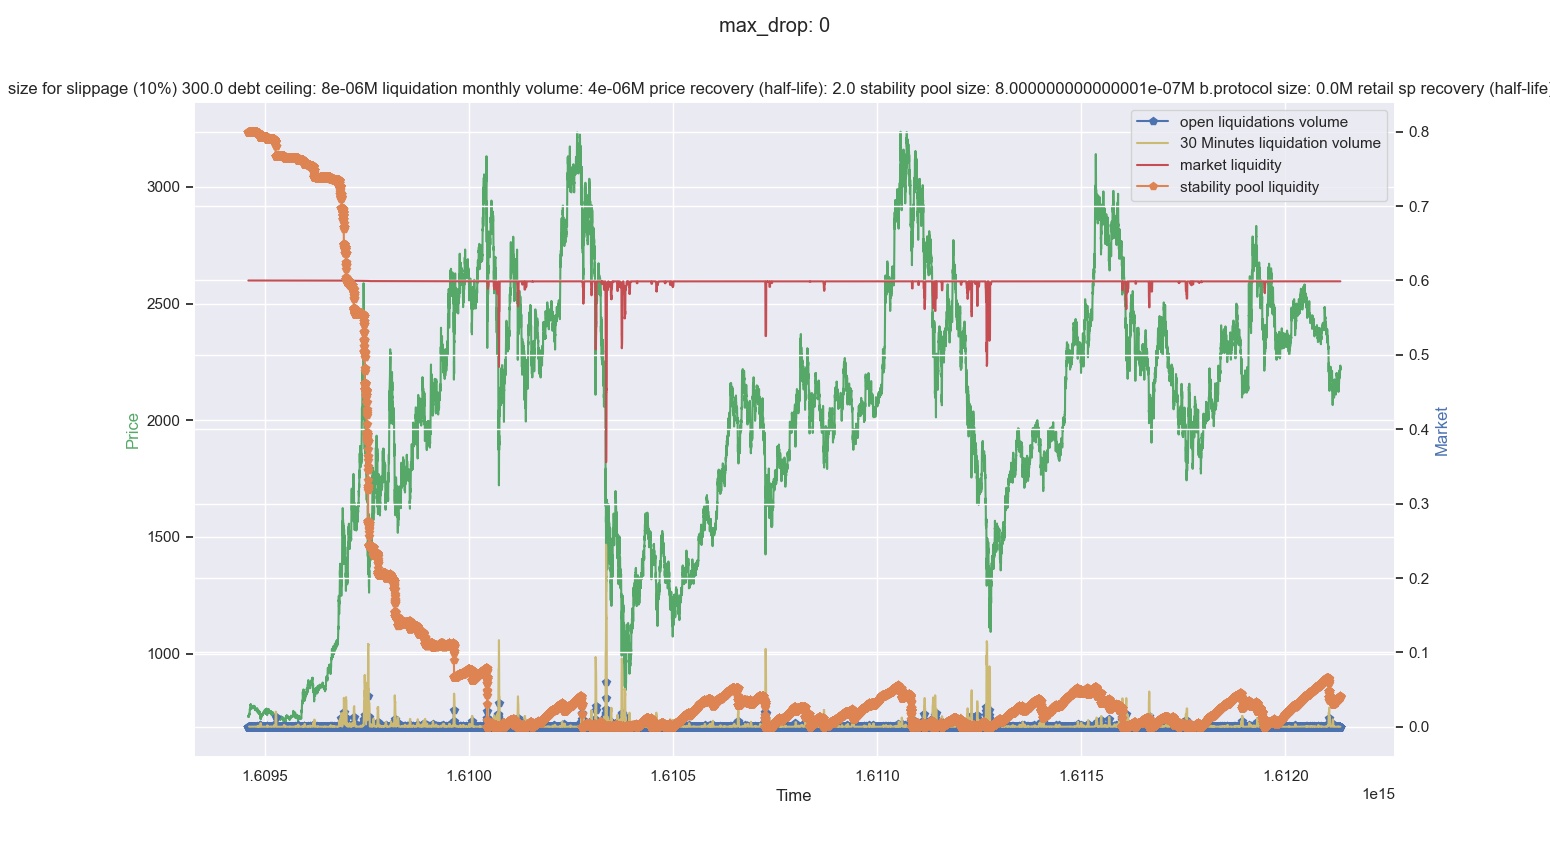 max_drop: 0
size for slippage (10%) 300.0 debt ceiling: 8e-06M liquidation monthly volume: 4e-06M price recovery (half-life): 2.0 stability pool size: 8.000000000000001e-07M b.protocol size: 0.0M retail sp recovery (half-life)
open liquidations volume
30 Minutes liquidation volume
market liquidity
stability pool liquidity
Price
3000
2500
2000
1500
1000
0.8
0.7
0.6
0.5
0.4
0.3
0.2
0.1
0.0
Market
1.6095
1.6100
1.6105
1.6110
1.6115
1.6120
Time
1e15